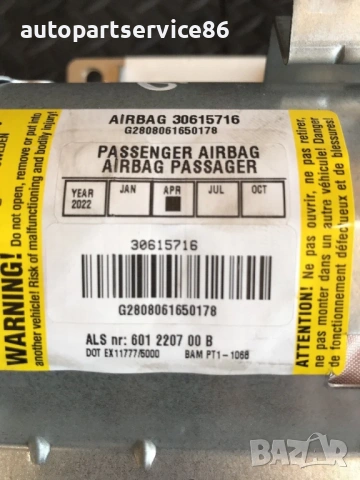 autopartservice86
AIRBAG 30615716
G2808061650178
PASSENGER AIRBAG
AIRBAG PASSAGER
YEAR 2022 JAN APR JUL OCT
30615716
G2808061650178
ALS nr: 601 2207 00 B
DOT EX11777/5000 BAM PT1-1066
WARNING! Do not open, remove or put into
another vehicle! Risk of malfunctioning and bodily injury!
ATTENTION! Ne pas ouvrir, ne pas retirer,
ne pas monter dans un autre véhicule! Danger
de fonctionnement défectueux et de blessures!
BAZAR